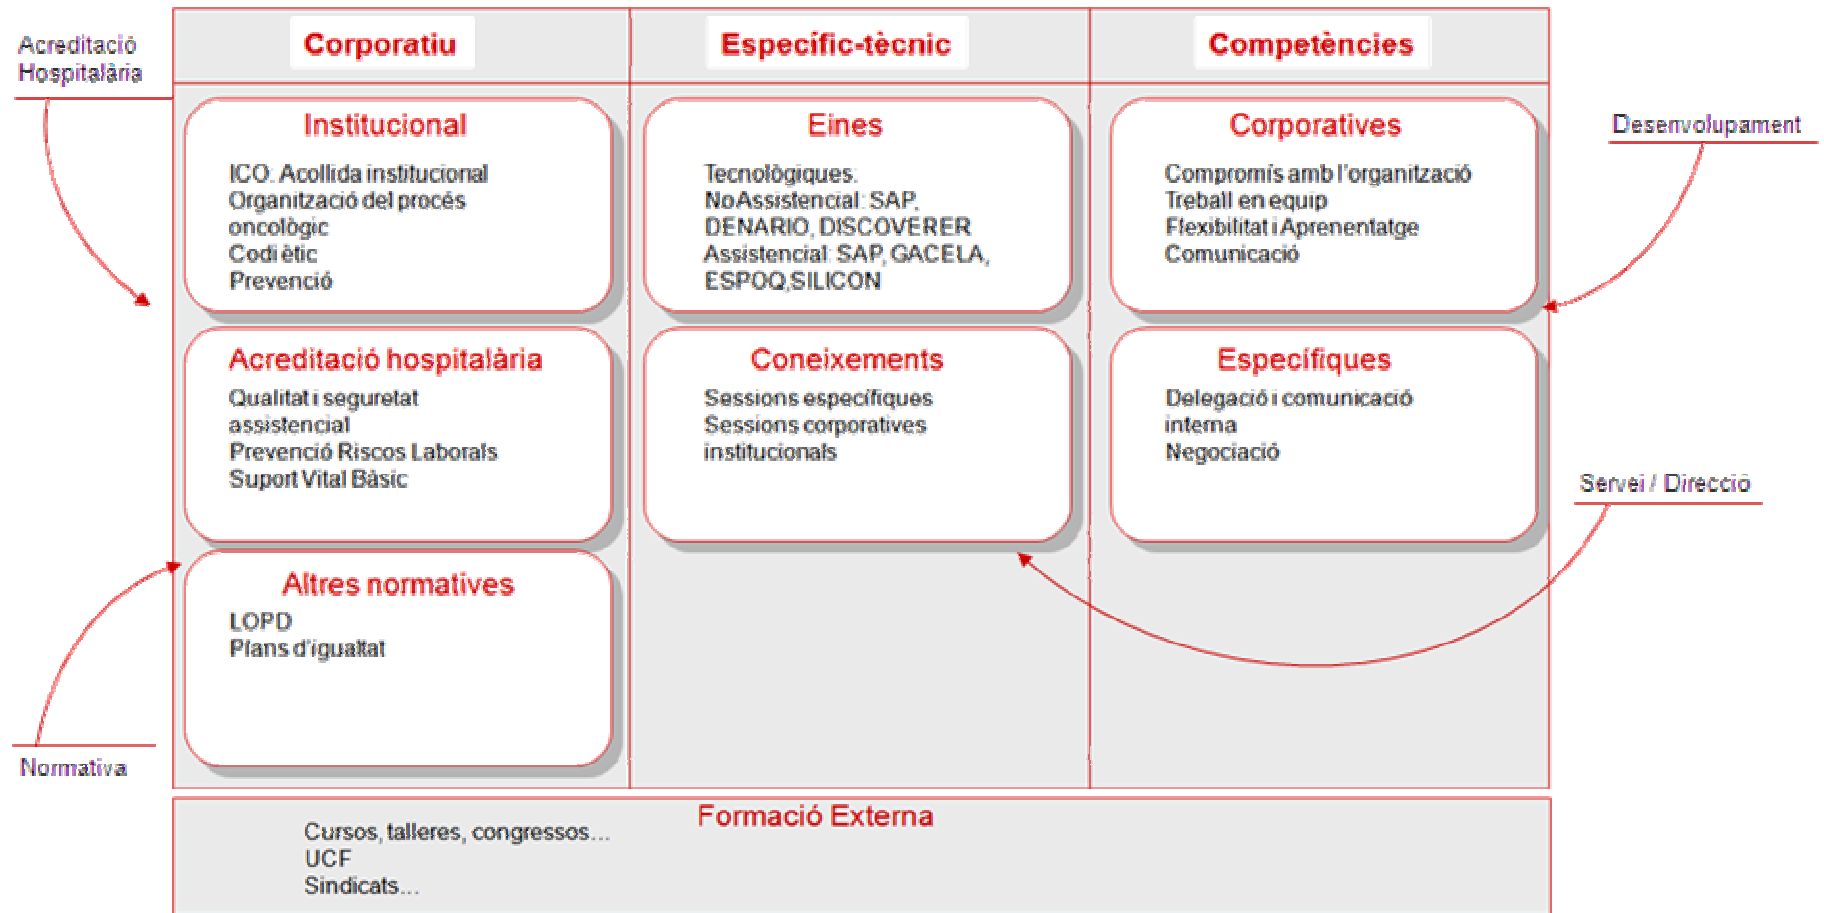 Acreditació
Hospitalària
Corporatiu
Específic-tècnic
Competències
Institucional
ICO. Acollida institucional
Organització del procés
oncològic
Codi ètic
Prevenció
Eines
Tecnològiques:
No Assistencial: SAP,
DENARIO, DISCOVERER
Assistencial: SAP, GACELA,
ESPOQ,SILICON
Corporatives
Compromís amb l'organització
Treball en equip
Flexibilitat i Aprenentatge
Comunicació
Desenvolupament
Acreditació hospitalària
Qualitat i seguretat
assistencial
Prevenció Riscos Laborals
Suport Vital Bàsic
Coneixements
Sessions específiques
Sessions corporatives
institucionals
Específiques
Delegació i comunicació
interna
Negociació
Servei / Direcció
Altres normatives
LOPD
Plans d'igualtat
Normativa
Formació Externa
Cursos, talleres, congressos...
UCF
Sindicats...